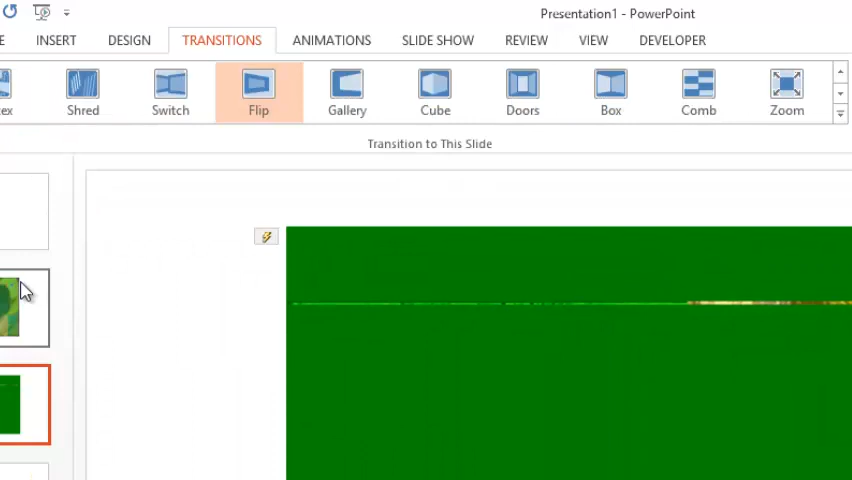 Presentation1 - PowerPoint
E INSERT DESIGN TRANSITIONS ANIMATIONS SLIDE SHOW REVIEW VIEW DEVELOPER
ex Shred Switch Flip Gallery Cube Doors Box Comb Zoom
Transition to This Slide